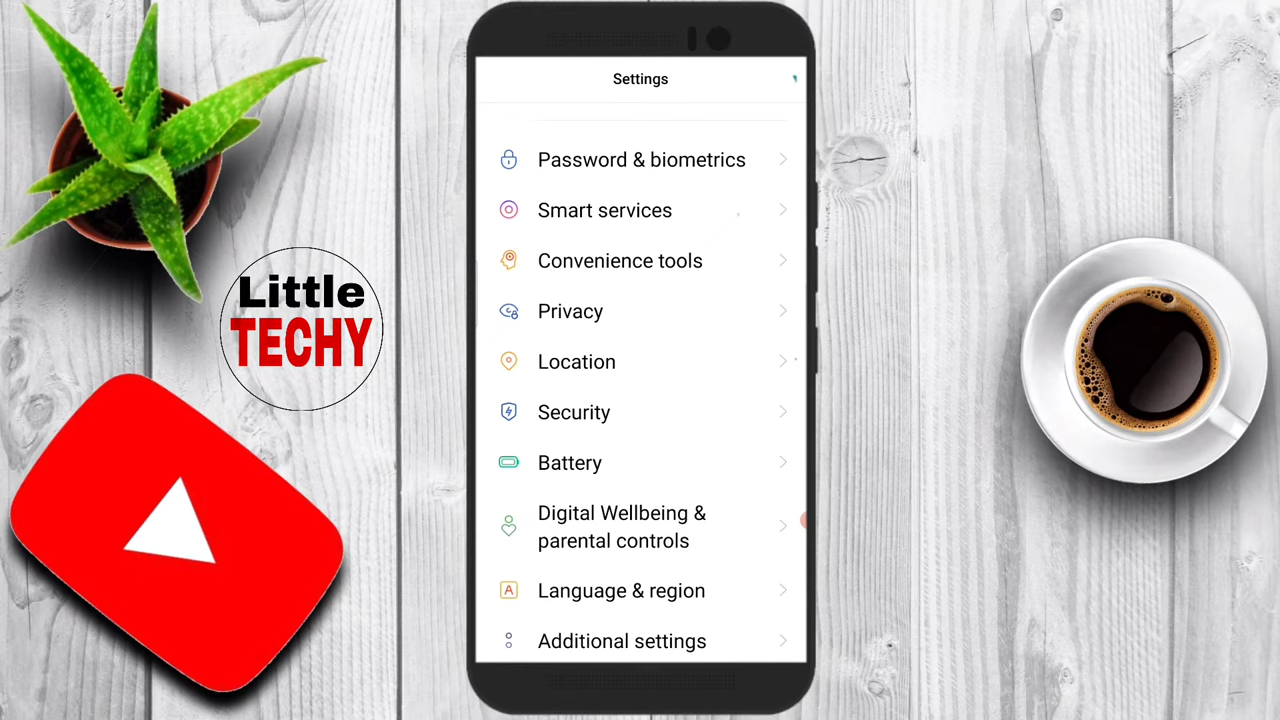 Settings
Password & biometrics
Smart services
Convenience tools
Privacy
Location
Security
Battery
Digital Wellbeing &
parental controls
Language & region
Additional settings
Little
TECHY